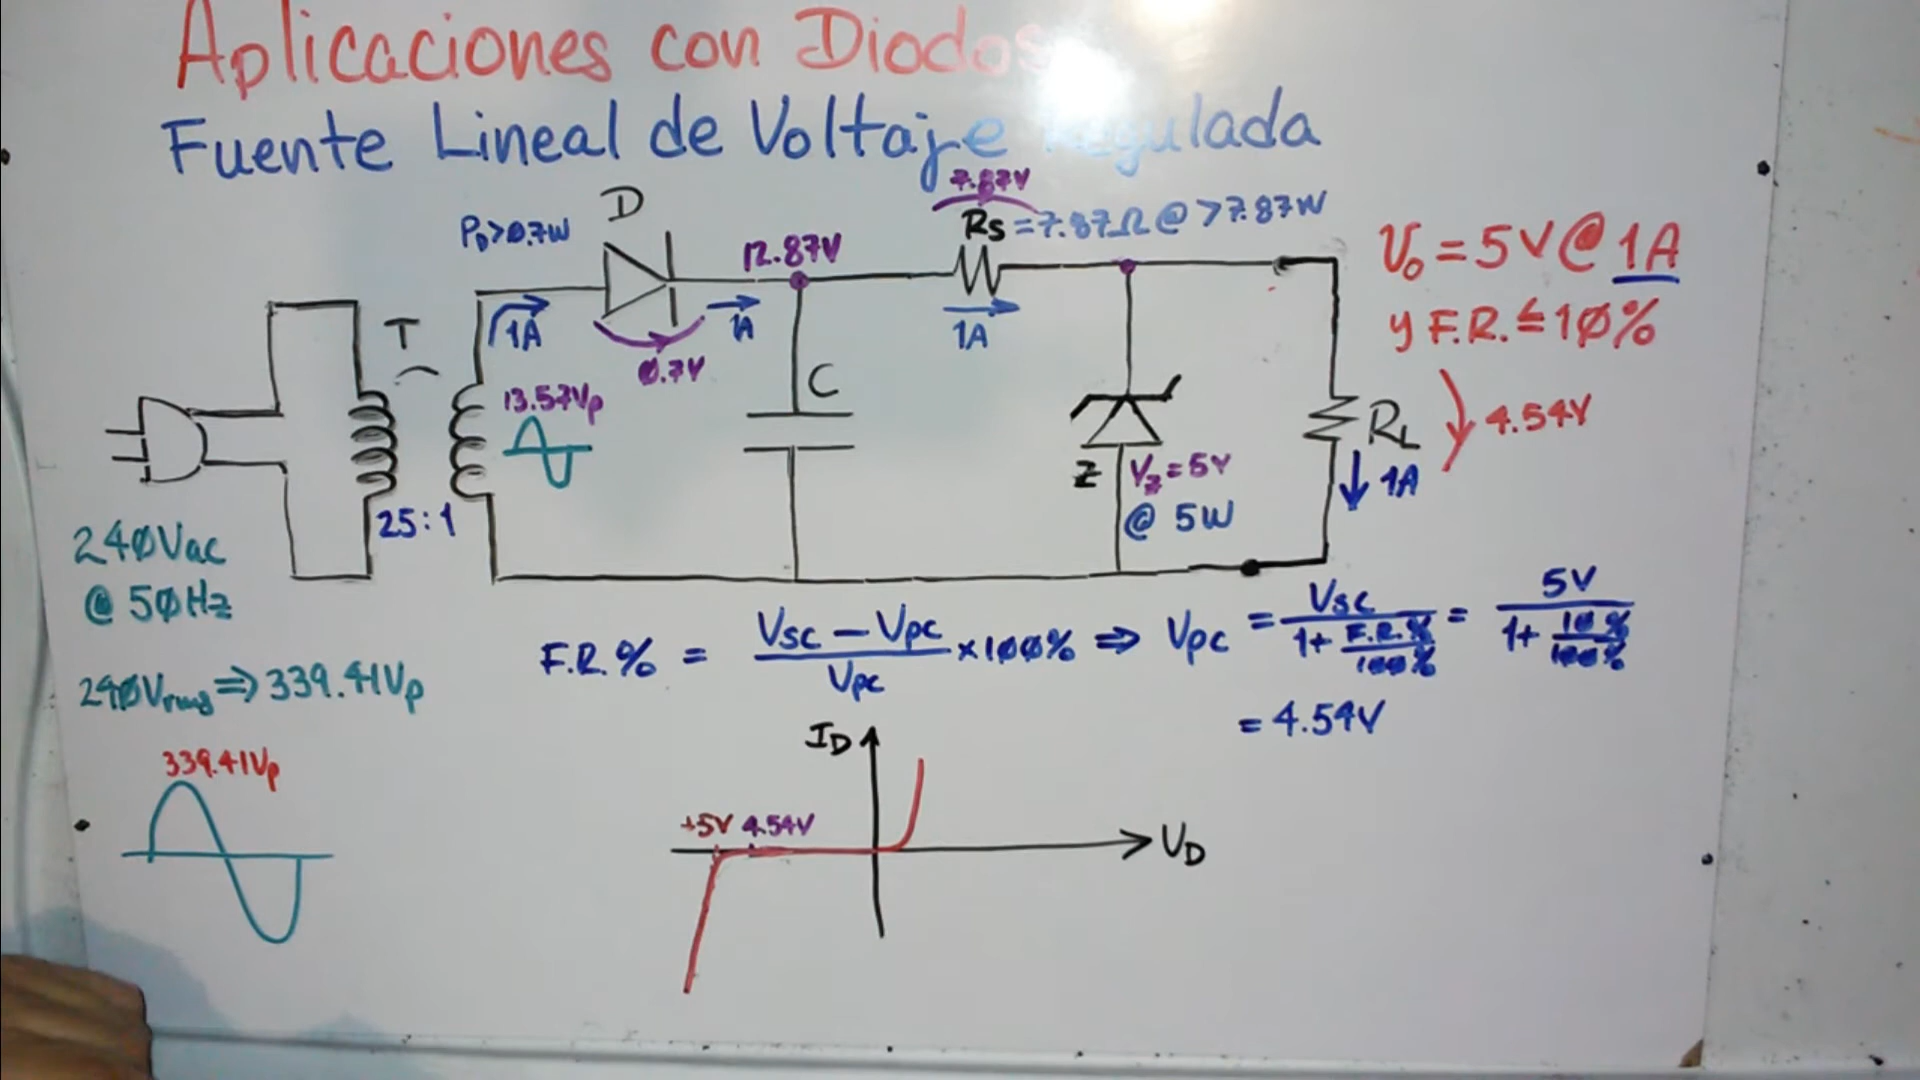 Aplicaciones con Diodos
Fuente Lineal de Voltaje Regulada
7.87V
PD>0.7W
D
12.87V
Rs=7.87Ω@>7.87W
Vo=5V@1A
y F.R.≤10%
T
1A
0.7V
1A
1A
13.57Vp
C
Z
Vz=5V
@ 5W
RL
1A
4.54V
25:1
240Vac
@ 50Hz
240Vrms⇒339.41Vp
F.R.% = (Vsc - Vpc)/Vpc ×100% ⇒ Vpc = Vsc/(1+ F.R.%/100%) = 5V/(1+ 10%/100%)
= 4.54V
339.41Vp
ID
+5V 4.54V
VD